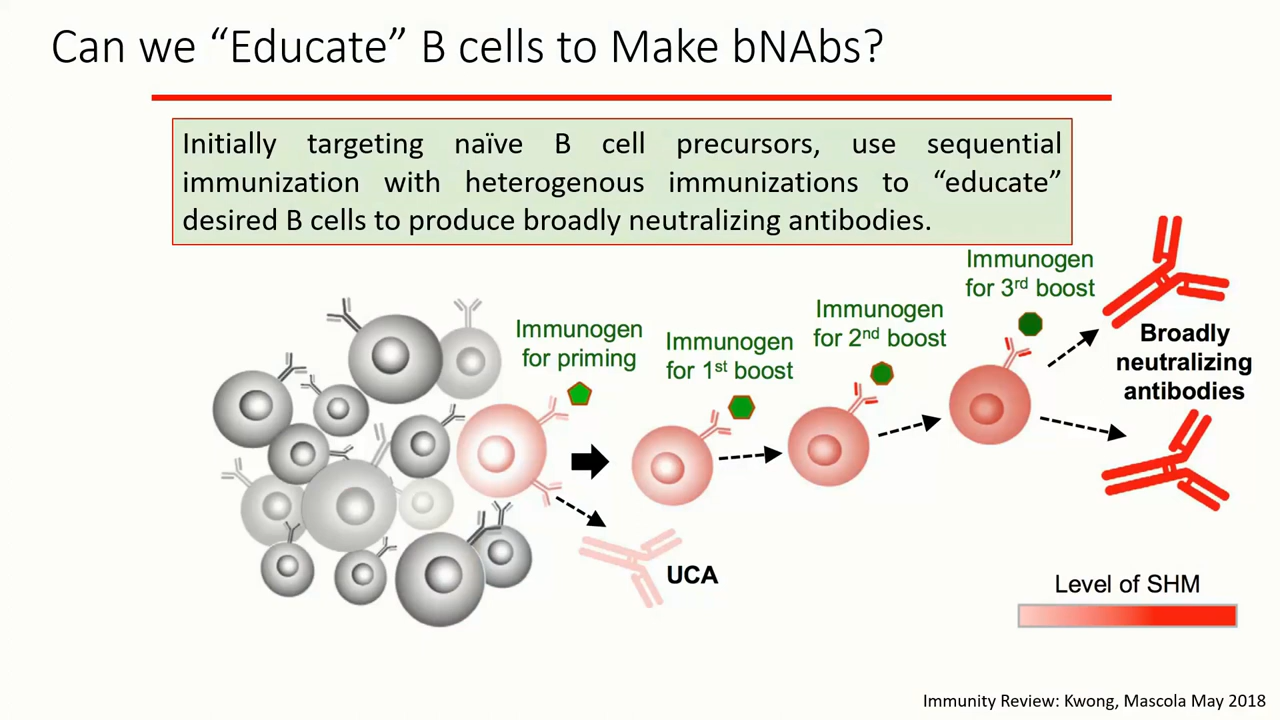 Can we “Educate” B cells to Make bNAbs?
Initially targeting naïve B cell precursors, use sequential
immunization with heterogenous immunizations to “educate”
desired B cells to produce broadly neutralizing antibodies.
Immunogen
for priming
Immunogen
for 1st boost
Immunogen
for 2nd boost
Immunogen
for 3rd boost
Broadly
neutralizing
antibodies
UCA
Level of SHM
Immunity Review: Kwong, Mascola May 2018